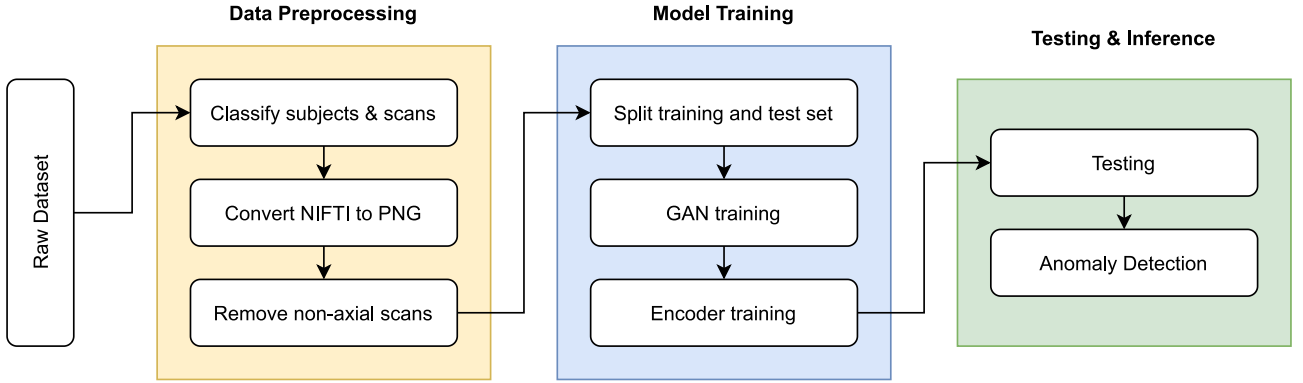 Raw Dataset
Data Preprocessing
Classify subjects & scans
Convert NIFTI to PNG
Remove non-axial scans
Model Training
Split training and test set
GAN training
Encoder training
Testing & Inference
Testing
Anomaly Detection